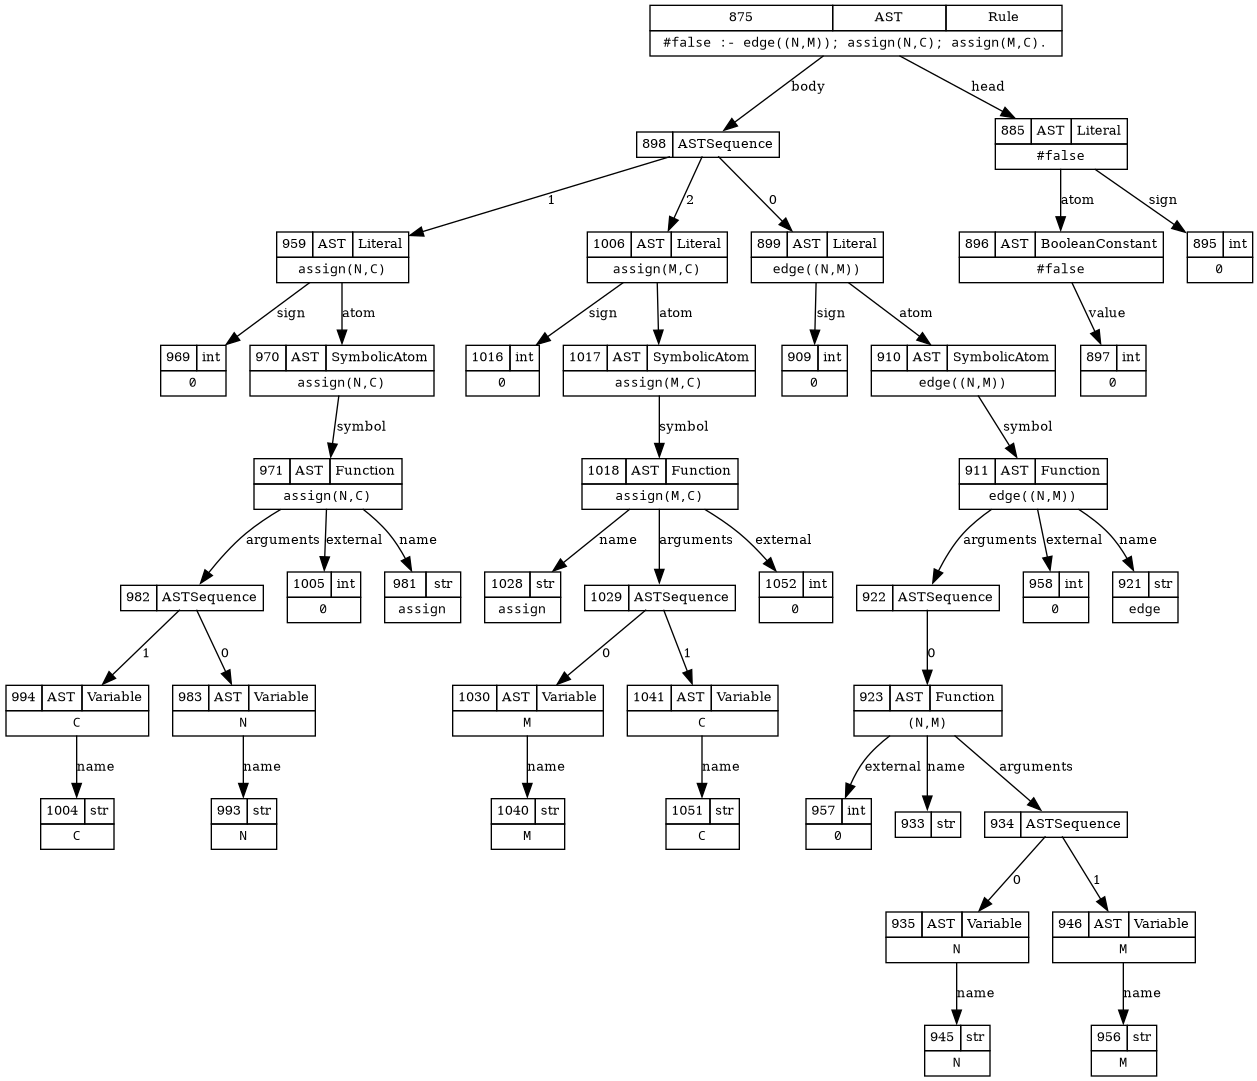 875 AST Rule
#false :- edge((N,M)); assign(N,C); assign(M,C).
body head
885 AST Literal
#false
898 ASTSequence
1 2 0 atom sign
959 AST Literal 1006 AST Literal 899 AST Literal 896 AST BooleanConstant 895 int
assign(N,C) assign(M,C) edge((N,M)) #false 0
sign atom sign atom sign atom value
969 int 970 AST SymbolicAtom 1016 int 1017 AST SymbolicAtom 909 int 910 AST SymbolicAtom 897 int
0 assign(N,C) 0 assign(M,C) 0 edge((N,M)) 0
symbol symbol symbol
971 AST Function 1018 AST Function 911 AST Function
assign(N,C) assign(M,C) edge((N,M))
arguments external name name arguments external arguments external name
982 ASTSequence 1005 int 981 str 1028 str 1029 ASTSequence 1052 int 922 ASTSequence 958 int 921 str
0 assign assign 0 0 edge
1 0 0 1 0
994 AST Variable 983 AST Variable 1030 AST Variable 1041 AST Variable 923 AST Function
C N M C (N,M)
name name name name external name arguments
1004 str 993 str 1040 str 1051 str 957 int 933 str 934 ASTSequence
C N M C 0
0 1
935 AST Variable 946 AST Variable
N M
name name
945 str 956 str
N M